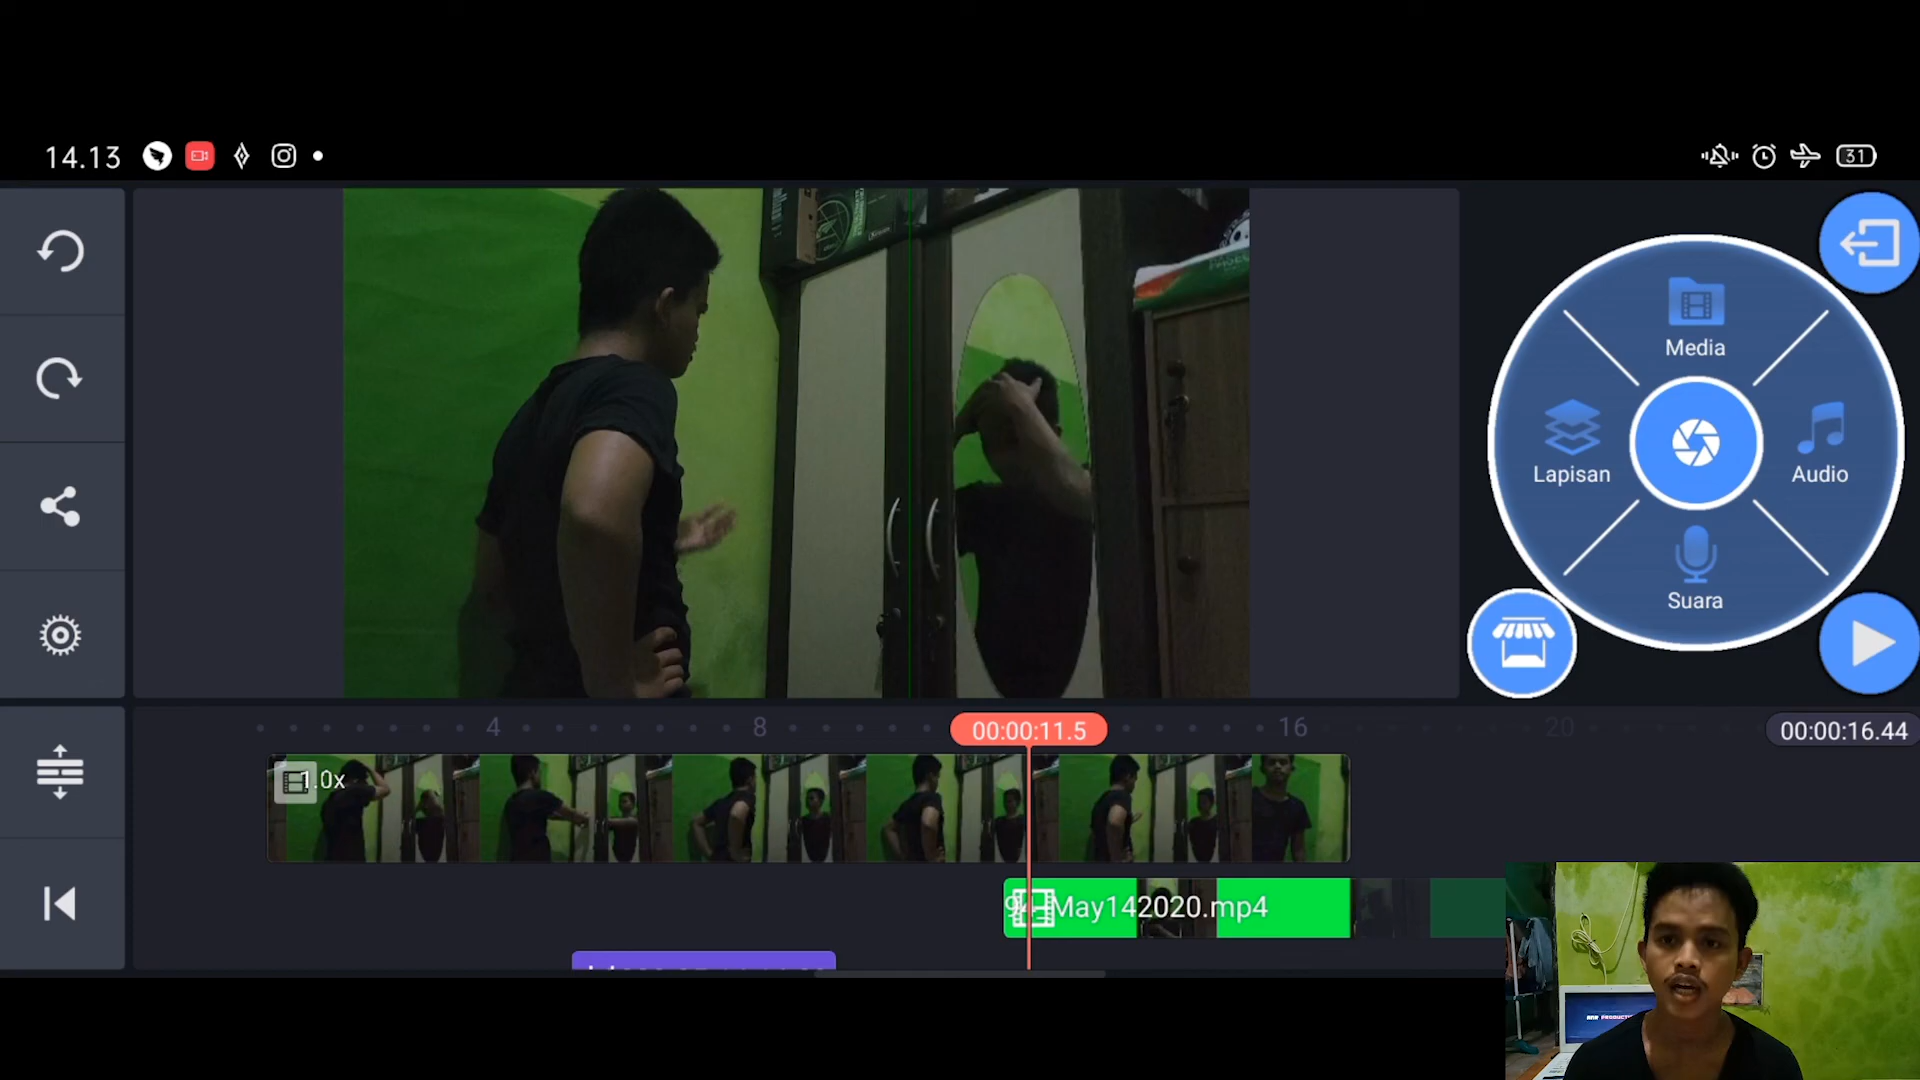 14.13
31
Media
Lapisan
Audio
Suara
4
8
00:00:11.5
16
20
00:00:16.44
1.0x
May142020.mp4